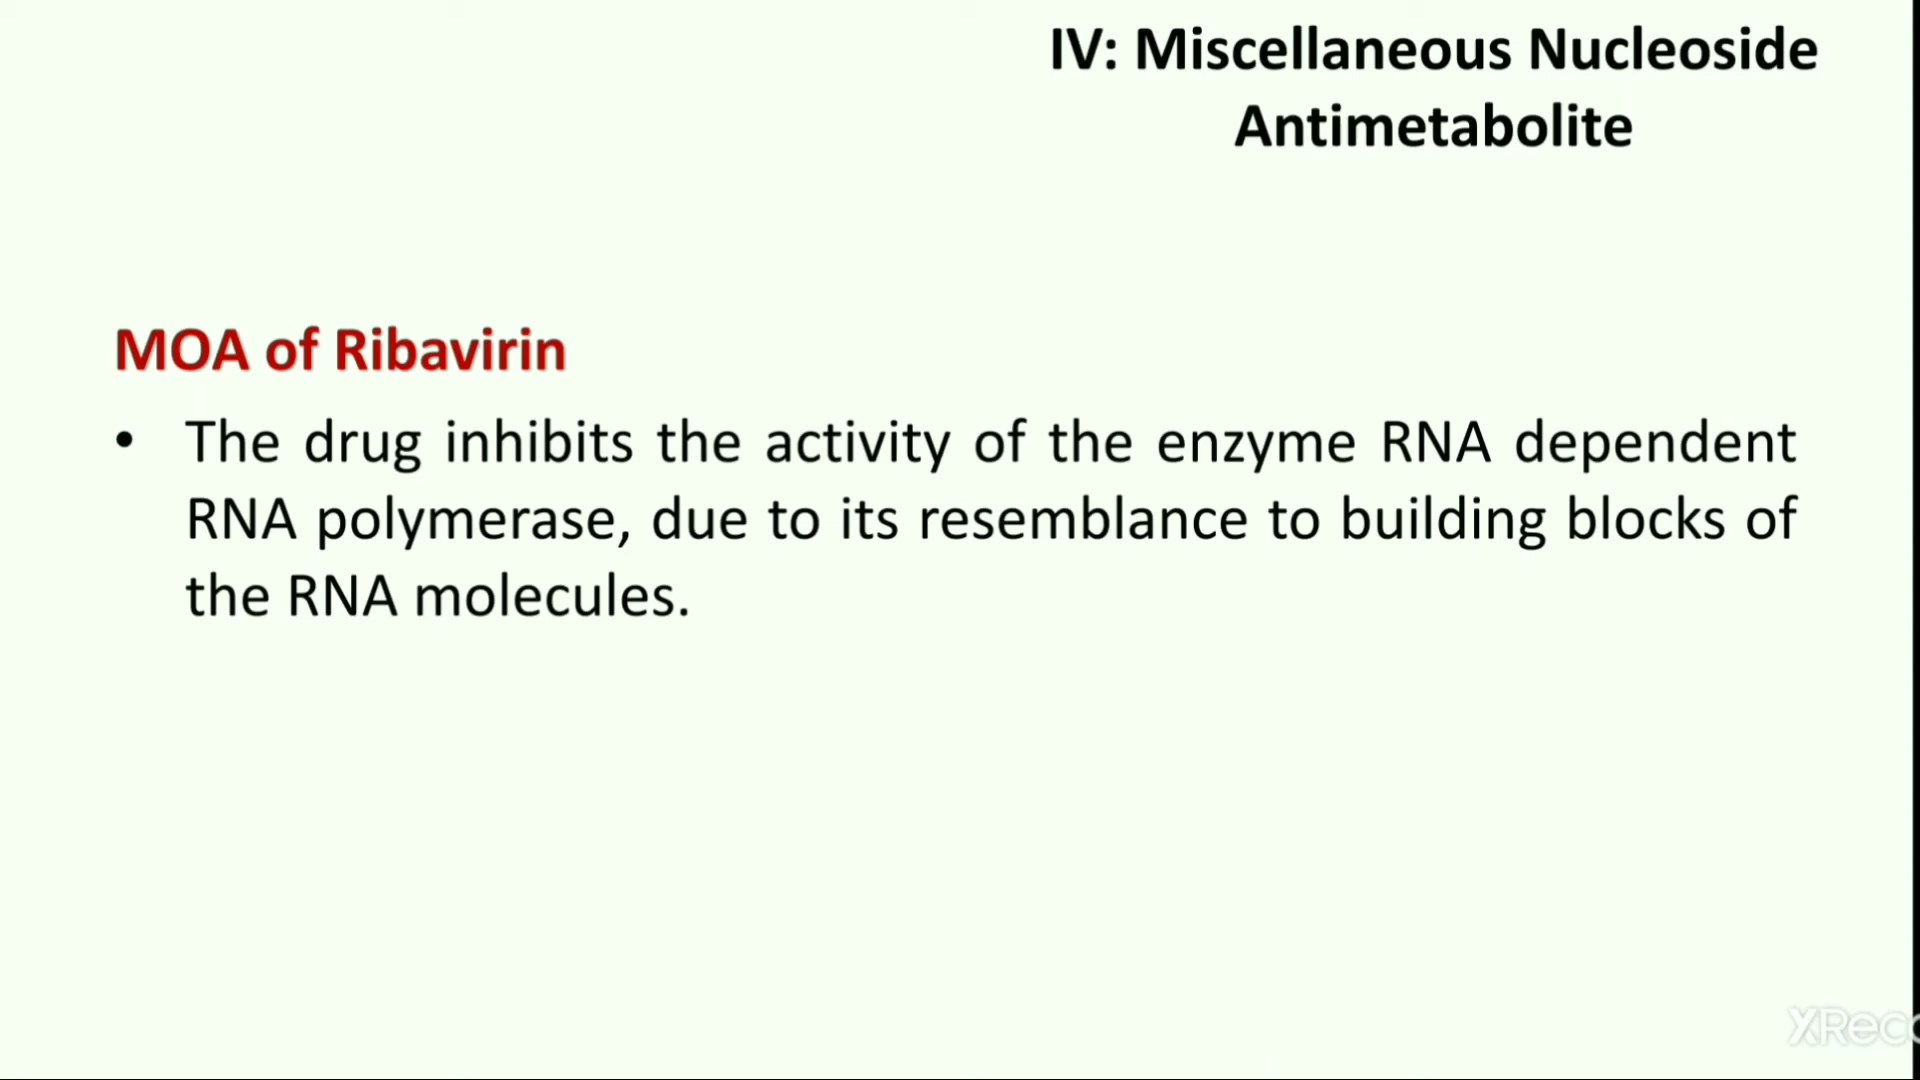 IV: Miscellaneous Nucleoside
Antimetabolite
MOA of Ribavirin
• The drug inhibits the activity of the enzyme RNA dependent
RNA polymerase, due to its resemblance to building blocks of
the RNA molecules.
XRec